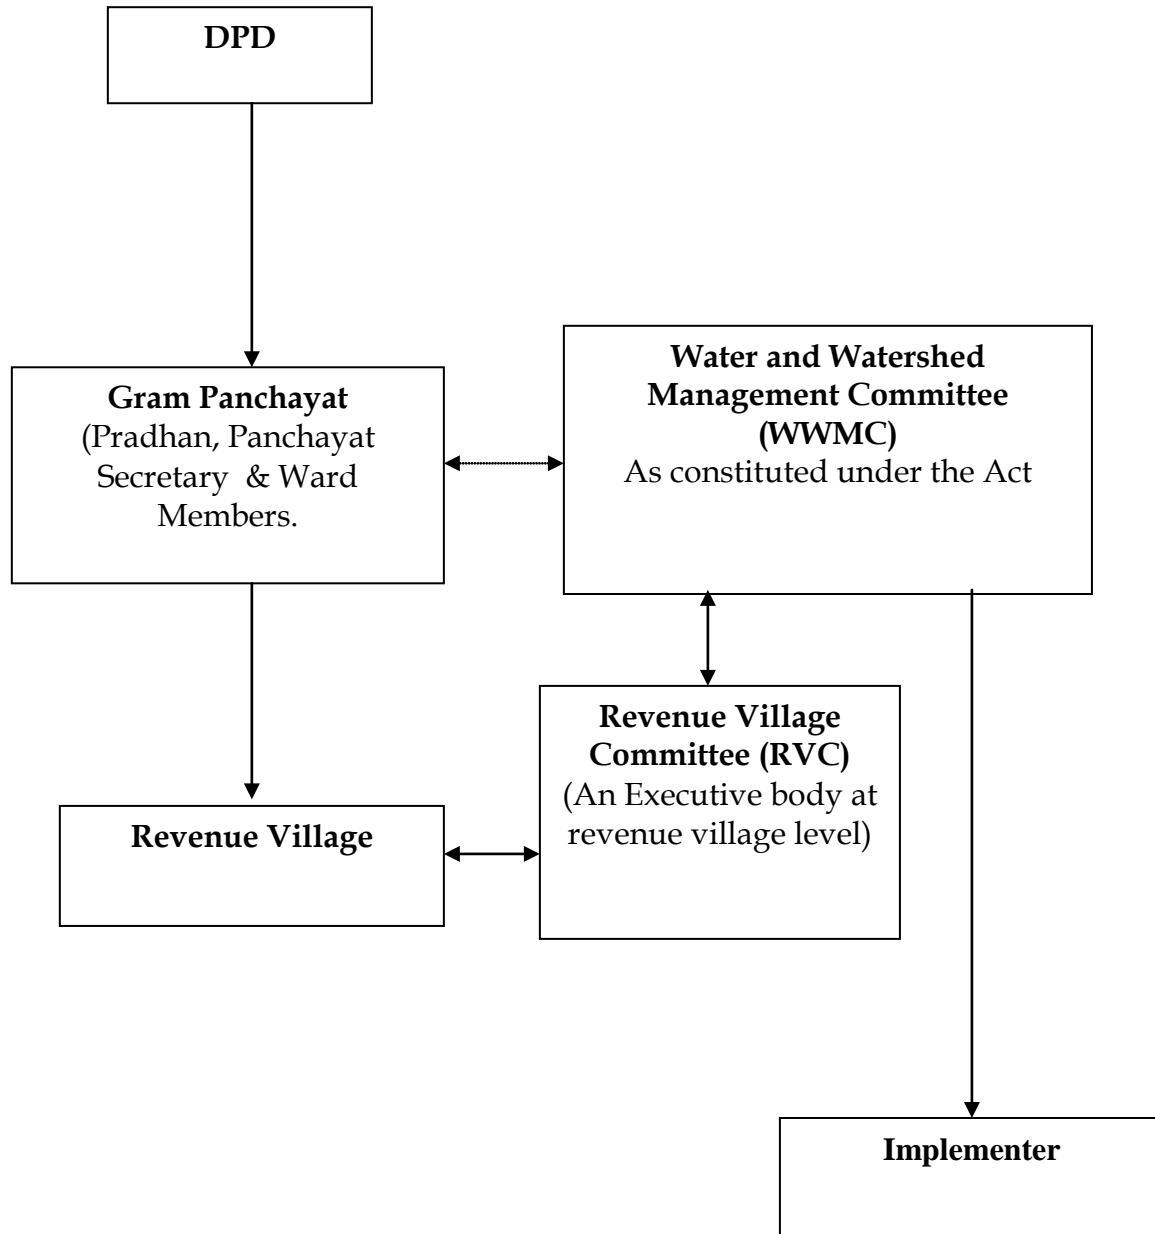 DPD
Gram Panchayat
(Pradhan, Panchayat
Secretary & Ward
Members.
Water and Watershed
Management Committee
(WWMC)
As constituted under the Act
Revenue Village
Committee (RVC)
(An Executive body at
revenue village level)
Revenue Village
Implementer